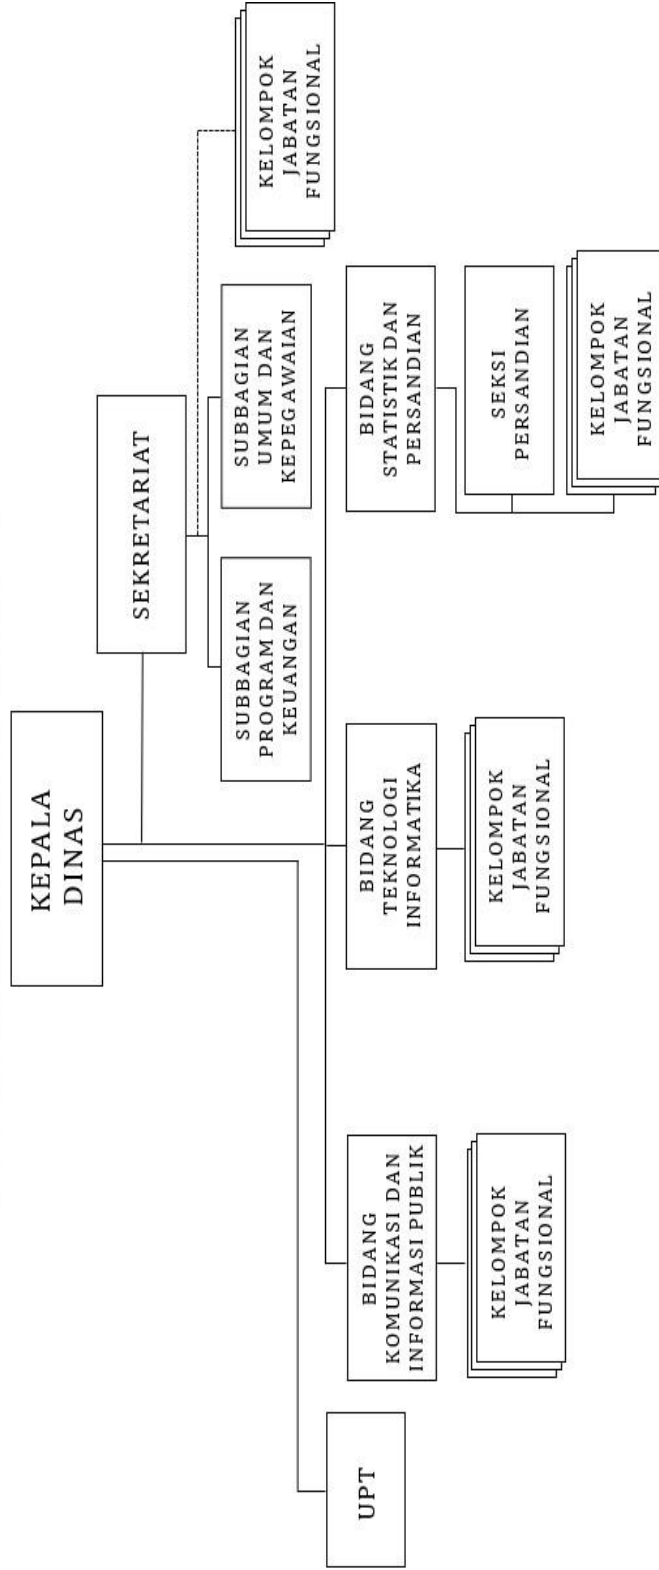 KEPALA
DINAS
SEKRETARIAT
SUBBAGIAN
PROGRAM DAN
KEUANGAN
SUBBAGIAN
UMUM DAN
KEPEGAWAIAN
KELOMPOK
JABATAN
FUNGSIONAL
UPT
BIDANG
KOMUNIKASI DAN
INFORMASI PUBLIK
BIDANG
TEKNOLOGI
INFORMATIKA
BIDANG
STATISTIK DAN
PERSANDIAN
KELOMPOK
JABATAN
FUNGSIONAL
KELOMPOK
JABATAN
FUNGSIONAL
SEKSI
PERSANDIAN
KELOMPOK
JABATAN
FUNGSIONAL